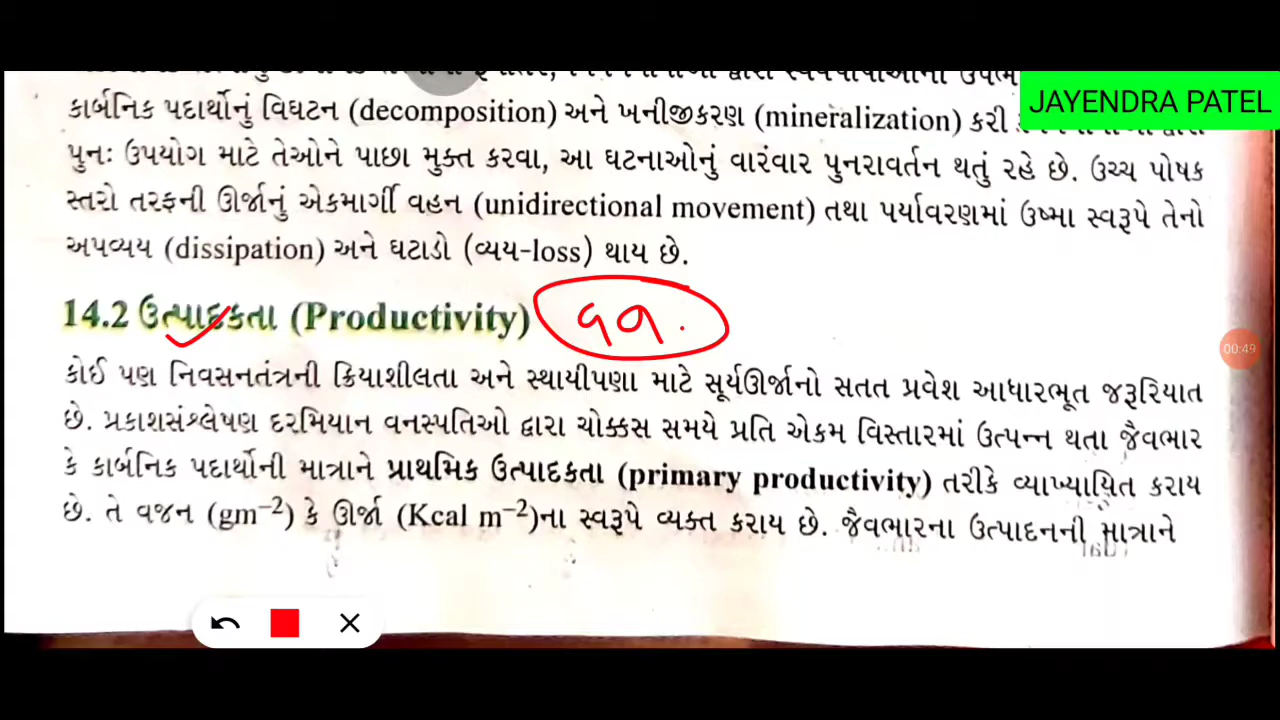 JAYENDRA PATEL
કાર્બનિક પદાર્થોનું વિઘટન (decomposition) અને ખનીજીકરણ (mineralization) કરી
પુનઃ ઉપયોગ માટે તેઓને પાછા મુક્ત કરવા, આ ઘટનાઓનું વારંવાર પુનરાવર્તન થતું રહે છે. ઉચ્ચ પોષક
સ્તરો તરફની ઊર્જાનું એકમાર્ગી વહન (unidirectional movement) તથા પર્યાવરણમાં ઉષ્મા સ્વરૂપે તેનો
અપવ્યય (dissipation) અને ઘટાડો (વ્યય-loss) થાય છે.
14.2 ઉત્પાદકતા (Productivity)
કોઈ પણ નિવસનતંત્રની ક્રિયાશીલતા અને સ્થાયીપણા માટે સૂર્યઊર્જાનો સતત પ્રવેશ આધારભૂત જરૂરિયાત
છે. પ્રકાશસંશ્લેષણ દરમિયાન વનસ્પતિઓ દ્વારા ચોક્કસ સમયે પ્રતિ એકમ વિસ્તારમાં ઉત્પન્ન થતા જૈવભાર
કે કાર્બનિક પદાર્થોની માત્રાને પ્રાથમિક ઉત્પાદકતા (primary productivity) તરીકે વ્યાખ્યાયિત કરાય
છે. તે વજન (gm⁻²) કે ઊર્જા (Kcal m⁻²)ના સ્વરૂપે વ્યક્ત કરાય છે. જૈવભારના ઉત્પાદનની માત્રાને
00:49